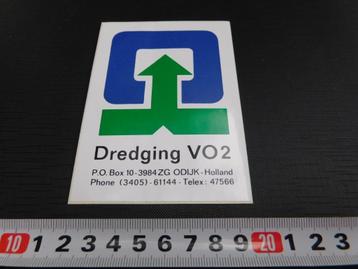 Dredging VO2
P.O. Box 10-3984 ZG ODIJK-Holland
Phone (3405)-61144-Telex: 47566
10 1 2 3 4 5 6 7 8 9 20 1 2 3